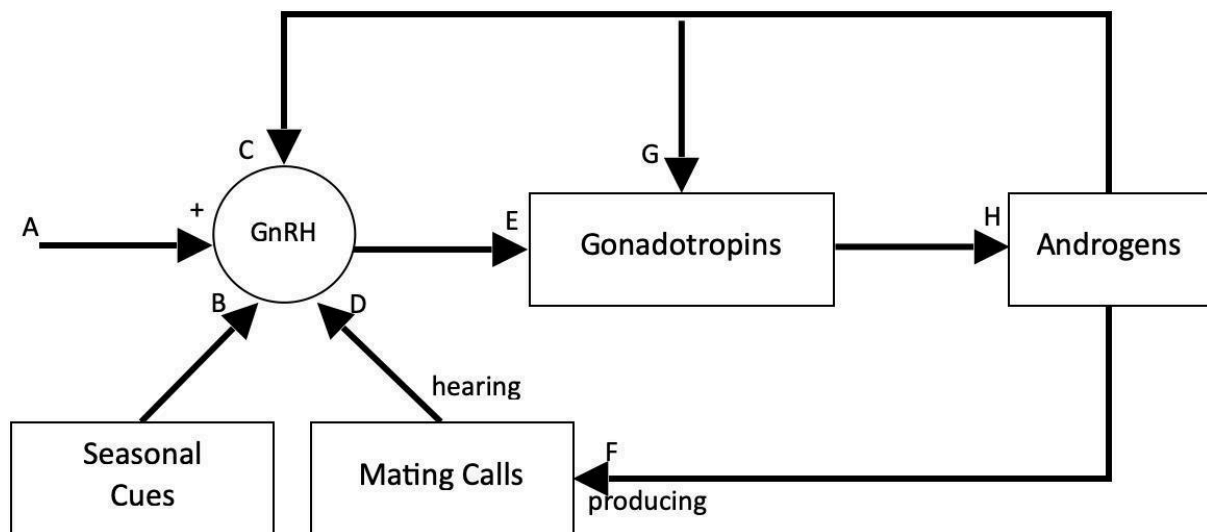 C
G
A
+
GnRH
E
Gonadotropins
H
Androgens
B
D
hearing
Seasonal
Cues
Mating Calls
F
producing